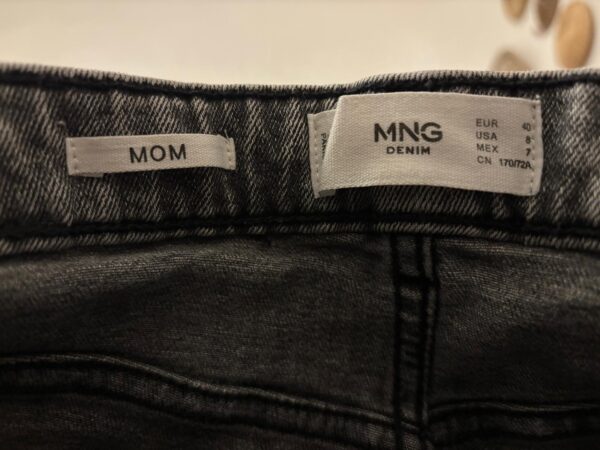 MOM
MNG
DENIM
EUR 40
USA 8
MEX 7
CN 170/72A